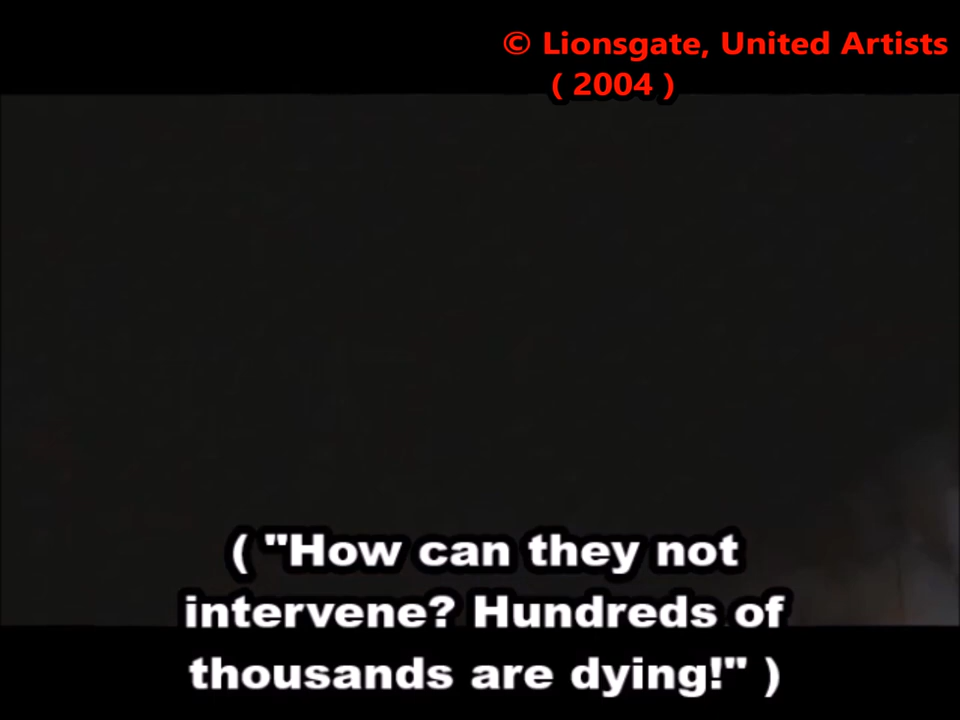 © Lionsgate, United Artists
( 2004 )
( "How can they not
intervene? Hundreds of
thousands are dying!" )